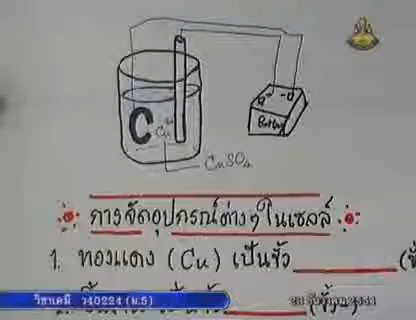 C
Cu
CuSO₄
Battery
การจัดอุปกรณ์ต่างๆในเซลล์
1. ทองแดง (Cu) เป็นขั้ว
วิชาเคมี ว40224 (ม.5)